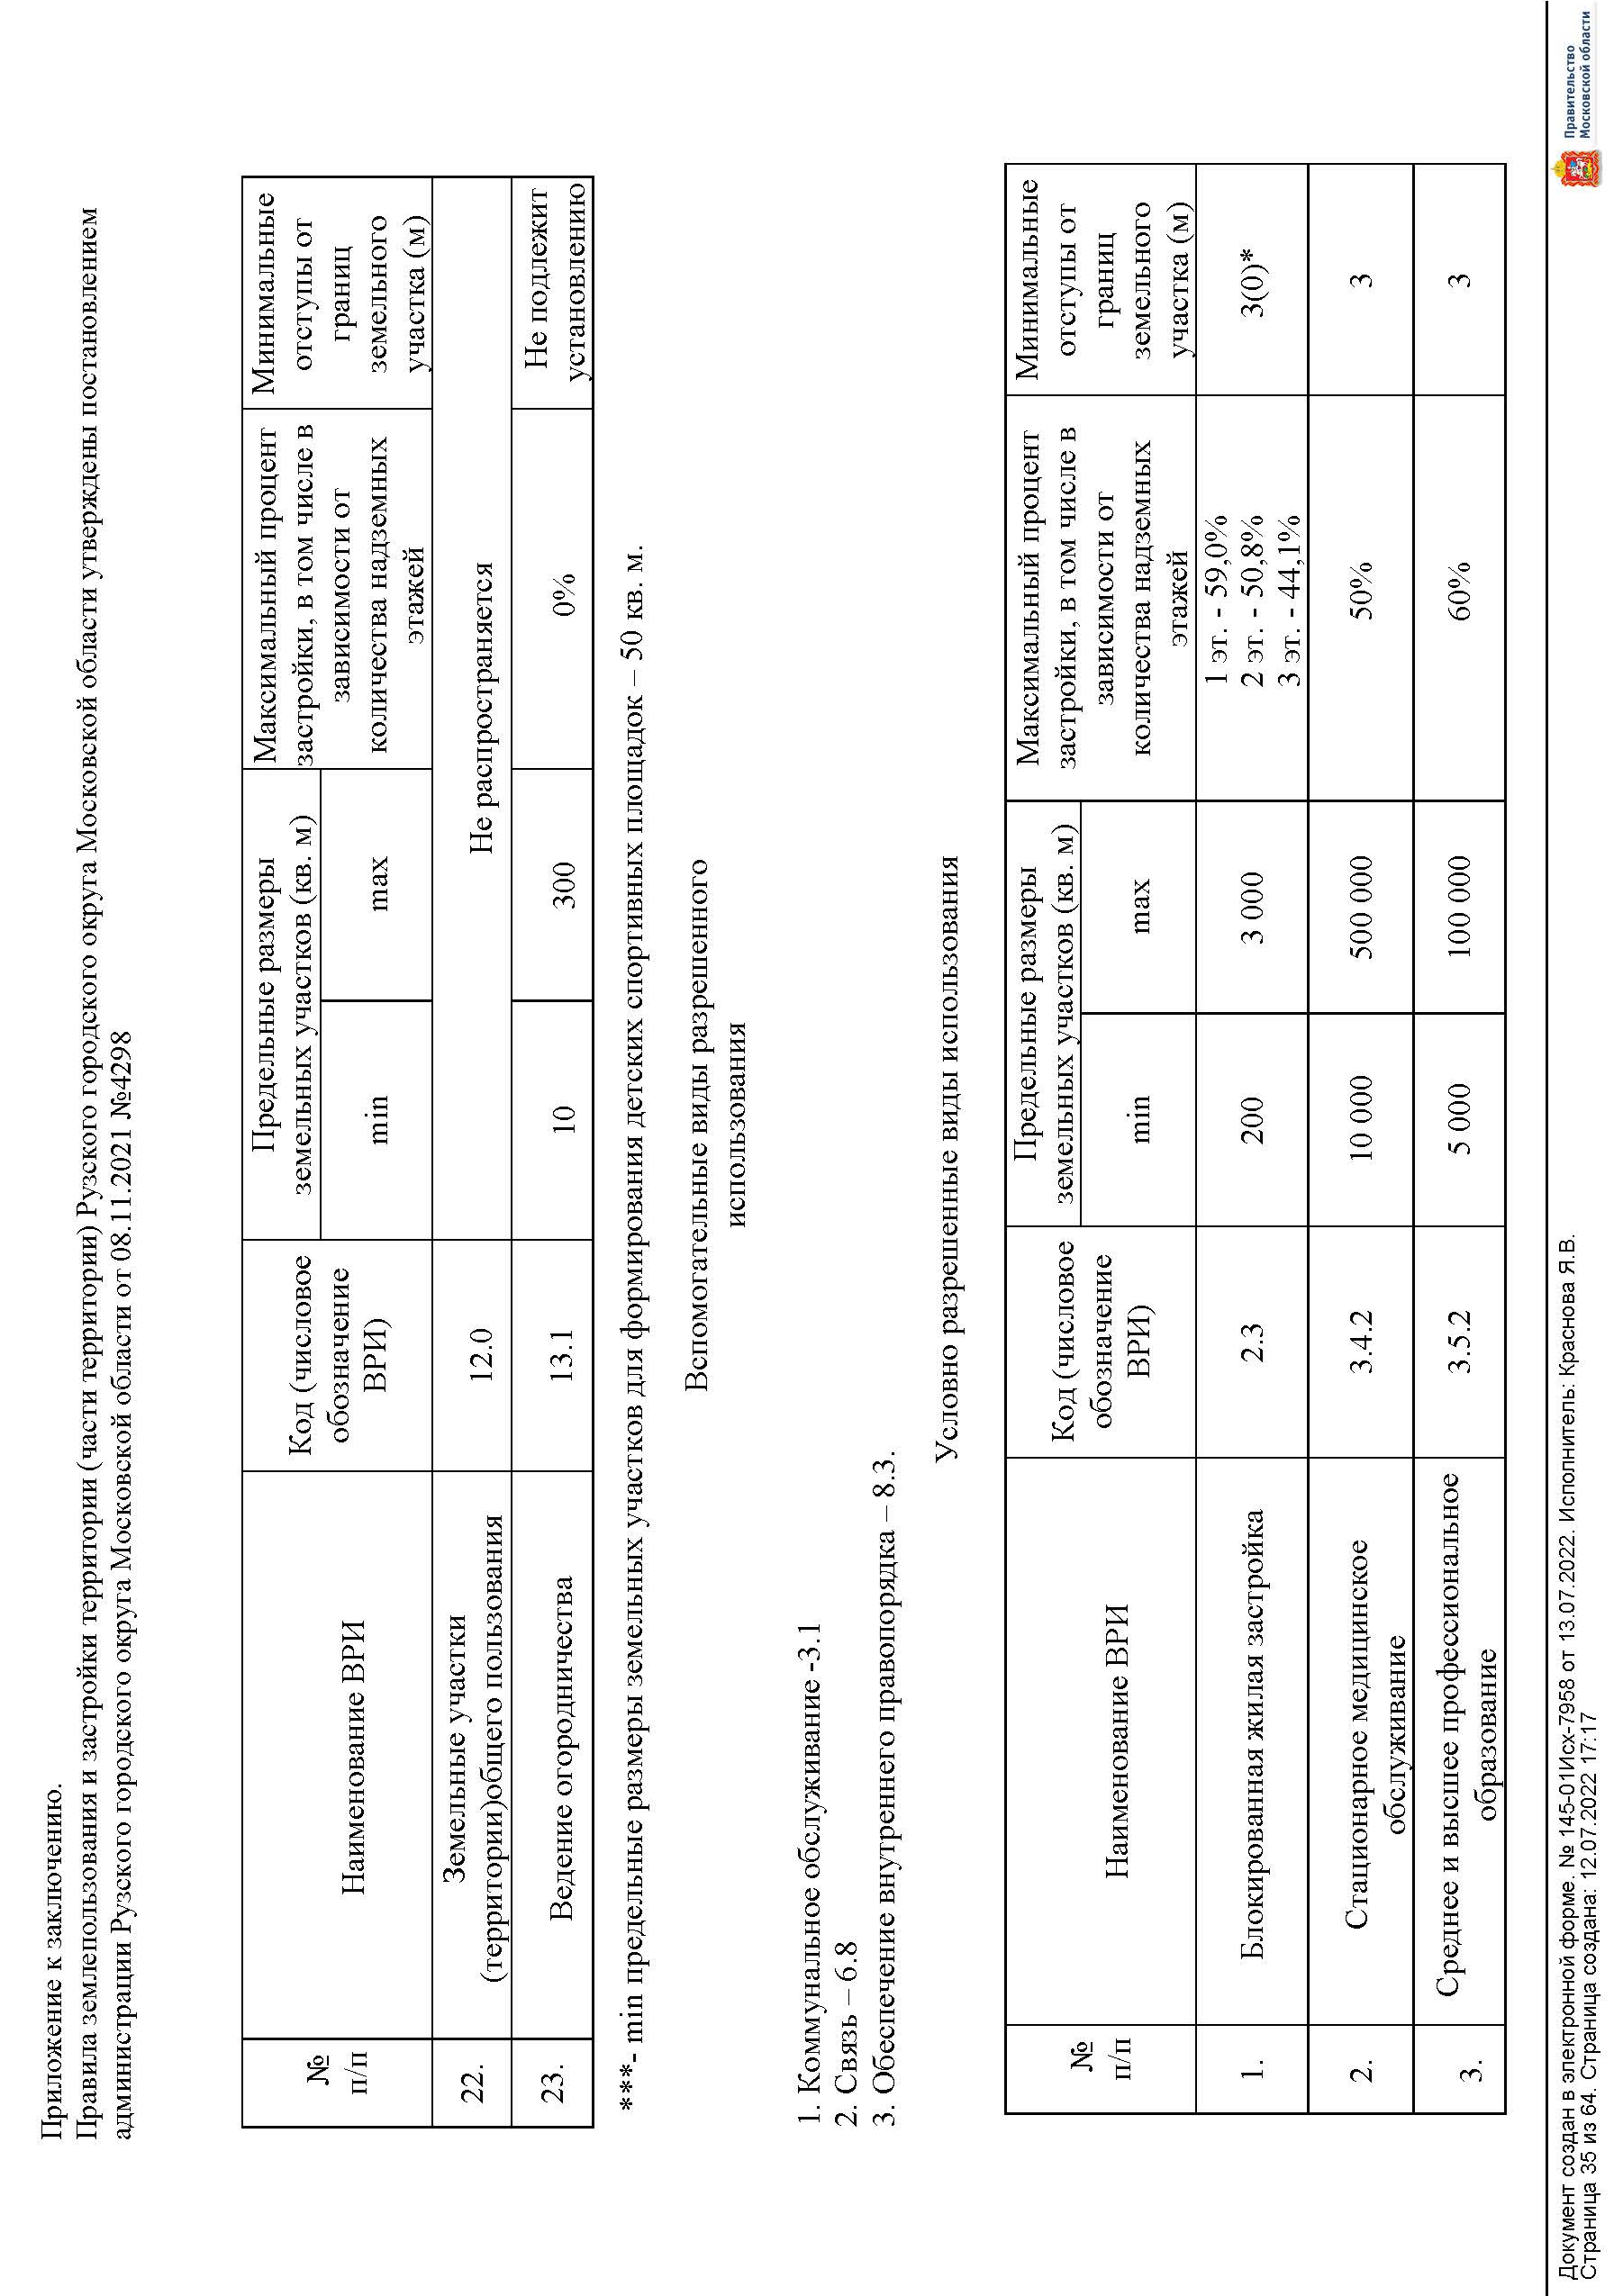 Приложение к заключению.
Правила землепользования и застройки территории (части территории) Рузского городского округа Московской области утверждены постановлением
администрации Рузского городского округа Московской области от 08.11.2021 №4298
№
п/п
Наименование ВРИ
Код (числовое
обозначение
ВРИ)
Предельные размеры
земельных участков (кв. м)
min
max
Максимальный процент
застройки, в том числе в
зависимости от
количества надземных
этажей
Минимальные
отступы от
границ
земельного
участка (м)
22.
Земельные участки
(территории)общего пользования
12.0
Не распространяется
23.
Ведение огородничества
13.1
10
300
0%
Не подлежит
установлению
***- min предельные размеры земельных участков для формирования детских спортивных площадок – 50 кв. м.
Вспомогательные виды разрешенного
использования
1. Коммунальное обслуживание -3.1
2. Связь – 6.8
3. Обеспечение внутреннего правопорядка – 8.3.
Условно разрешенные виды использования
№
п/п
Наименование ВРИ
Код (числовое
обозначение
ВРИ)
Предельные размеры
земельных участков (кв. м)
min
max
Максимальный процент
застройки, в том числе в
зависимости от
количества надземных
этажей
Минимальные
отступы от
границ
земельного
участка (м)
1.
Блокированная жилая застройка
2.3
200
3 000
1 эт. - 59,0%
2 эт. - 50,8%
3 эт. - 44,1%
3(0)*
2.
Стационарное медицинское
обслуживание
3.4.2
10 000
500 000
50%
3
3.
Среднее и высшее профессиональное
образование
3.5.2
5 000
100 000
60%
3
Документ создан в электронной форме. № 145-01Исх-7958 от 13.07.2022. Исполнитель: Краснова Я.В.
Страница 35 из 64. Страница создана: 12.07.2022 17:17
Правительство
Московской области